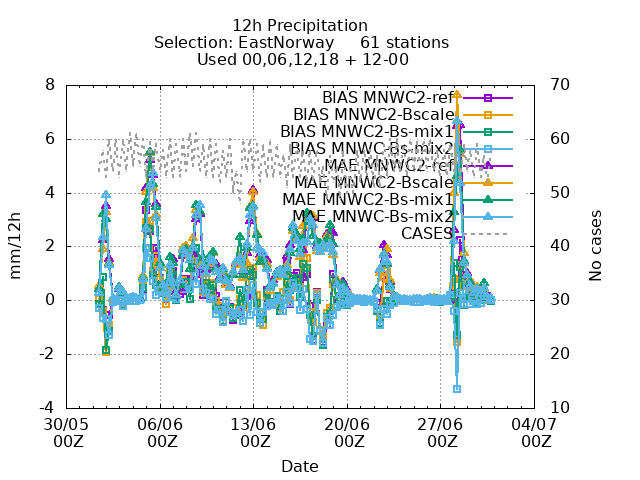 12h Precipitation
Selection: EastNorway 61 stations
Used 00,06,12,18 + 12-00
BIAS MNWC2-ref
BIAS MNWC2-Bscale
BIAS MNWC2-Bs-mix1
BIAS MNWC-Bs-mix2
MAE MNWC2-ref
MAE MNWC2-Bscale
MAE MNWC2-Bs-mix1
MAE MNWC-Bs-mix2
CASES
8
6
4
2
0
-2
-4
mm/12h
70
60
50
40
30
20
10
No cases
30/05 06/06 13/06 20/06 27/06 04/07
00Z 00Z 00Z 00Z 00Z 00Z
Date